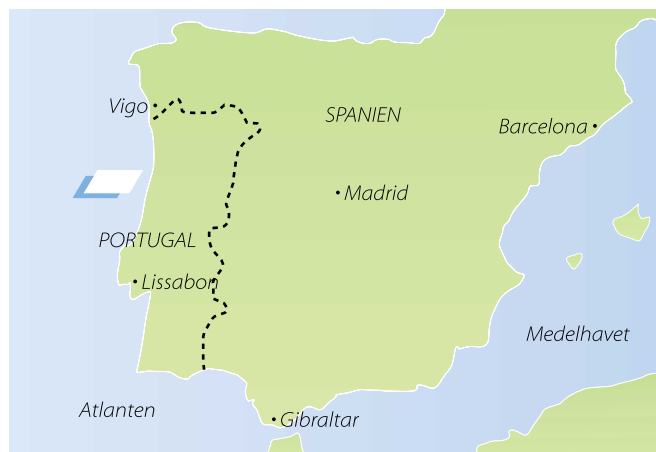 Vigo
SPANIEN
Barcelona
Madrid
PORTUGAL
Lissabon
Medelhavet
Atlanten
Gibraltar